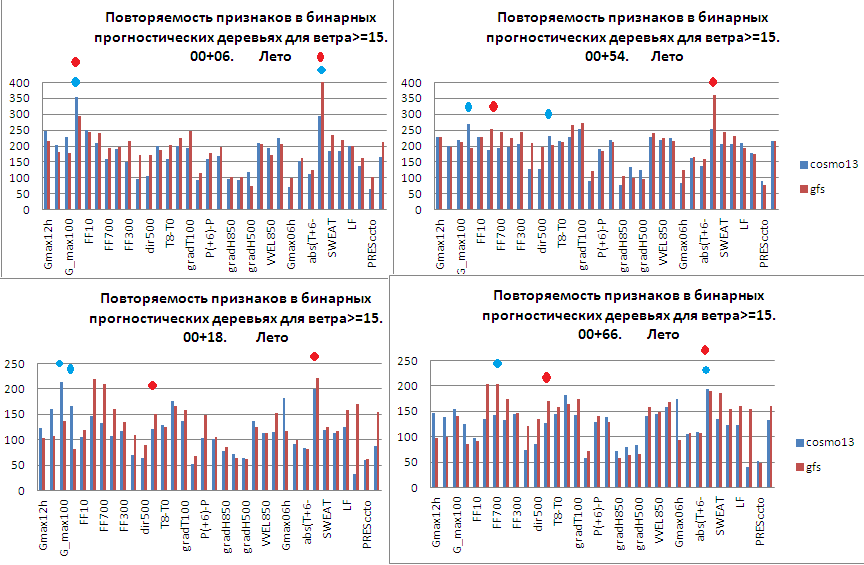 Повторяемость признаков в бинарных
прогностических деревьях для ветра>=15.
00+06. Лето
400
350
300
250
200
150
100
50
0
Gmax12h
G_max100
FF10
FF700
FF300
dir500
T8-T0
gradT100
P(+6)-P
gradH850
gradH500
WEL850
Gmax06h
abs(T+6-
SWEAT
LF
PRESccto
Повторяемость признаков в бинарных
прогностических деревьях для ветра>=15.
00+54. Лето
400
350
300
250
200
150
100
50
0
Gmax12h
G_max100
FF10
FF700
FF300
dir500
T8-T0
gradT100
P(+6)-P
gradH850
gradH500
WEL850
Gmax06h
abs(T+6-
SWEAT
LF
PRESccto
cosmo13
gfs
Повторяемость признаков в бинарных
прогностических деревьях для ветра>=15.
00+18. Лето
250
200
150
100
50
0
Gmax12h
G_max100
FF10
FF700
FF300
dir500
T8-T0
gradT100
P(+6)-P
gradH850
gradH500
WEL850
Gmax06h
abs(T+6-
SWEAT
LF
PRESccto
Повторяемость признаков в бинарных
прогностических деревьях для ветра>=15.
00+66. Лето
250
200
150
100
50
0
Gmax12h
G_max100
FF10
FF700
FF300
dir500
T8-T0
gradT100
P(+6)-P
gradH850
gradH500
WEL850
Gmax06h
abs(T+6-
SWEAT
LF
PRESccto
cosmo13
gfs